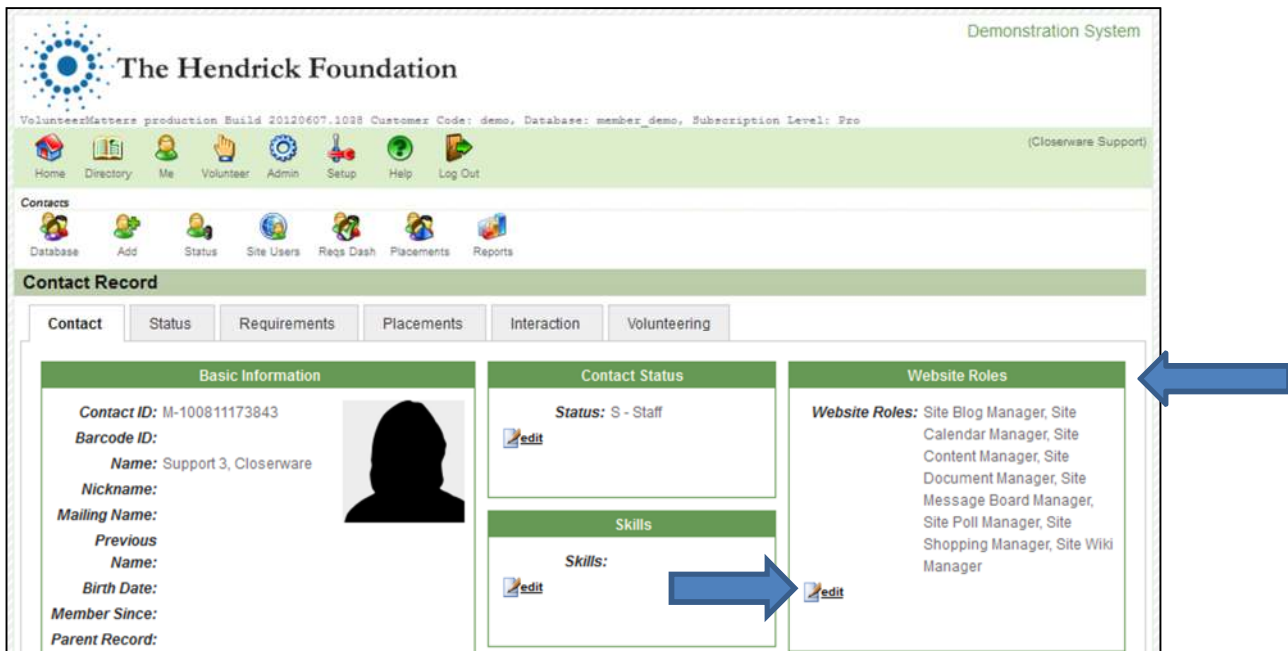 Demonstration System
The Hendrick Foundation
VolunteerMatters production Build 20120607.1038 Customer Code: demo, Database: member_demo, Subscription Level: Pro
Home Directory Me Volunteer Admin Setup Help Log Out
(Closerware Support)
Contacts
Database Add Status Site Users Reqs Dash Placements Reports
Contact Record
Contact Status Requirements Placements Interaction Volunteering
Basic Information
Contact ID: M-100811173843
Barcode ID:
Name: Support 3, Closerware
Nickname:
Mailing Name:
Previous
Name:
Birth Date:
Member Since:
Parent Record:
Contact Status
Status: S - Staff
edit
Skills
Skills:
edit
Website Roles
Website Roles: Site Blog Manager, Site
Calendar Manager, Site
Content Manager, Site
Document Manager, Site
Message Board Manager,
Site Poll Manager, Site
Shopping Manager, Site Wiki
Manager
edit